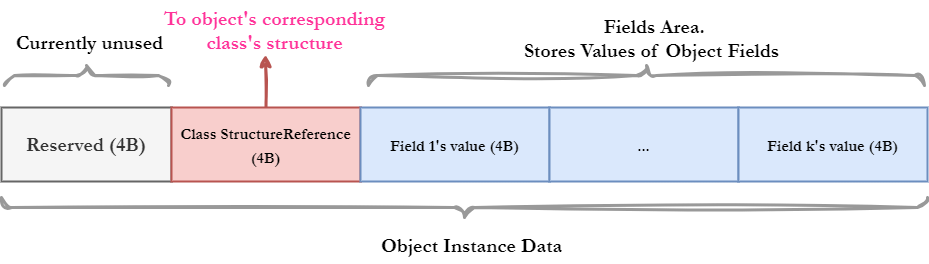 To object's corresponding
class's structure
Currently unused
Fields Area.
Stores Values of Object Fields
Reserved (4B)
Class StructureReference
(4B)
Field 1's value (4B)
...
Field k's value (4B)
Object Instance Data